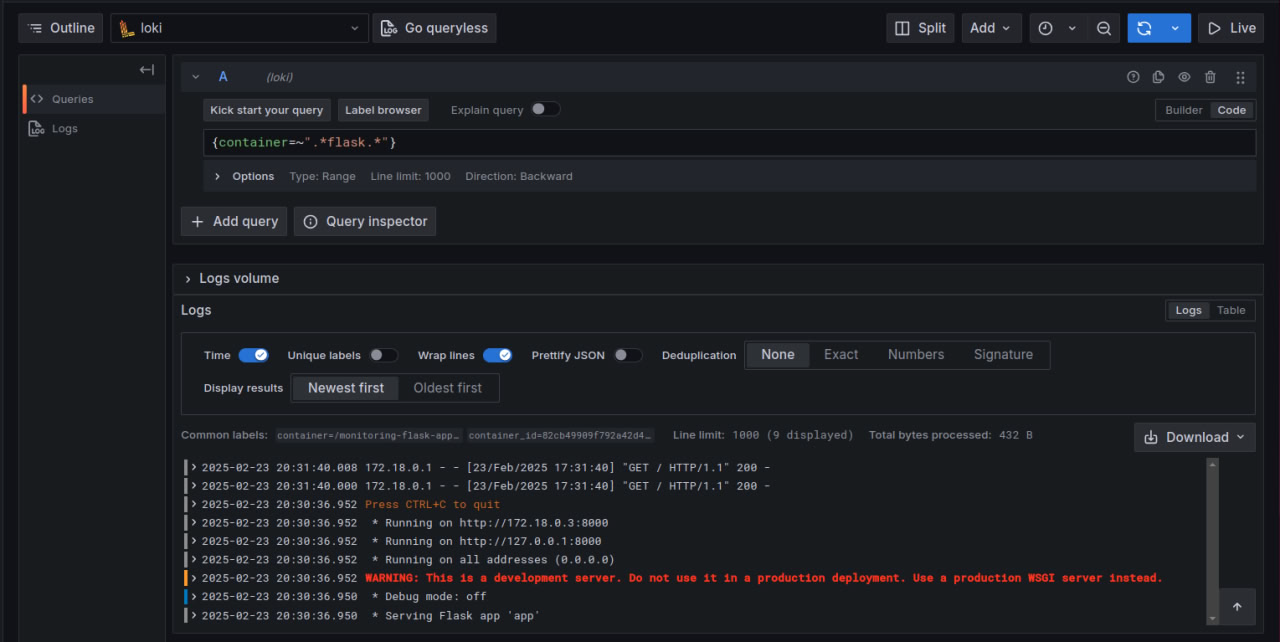 Outline loki Go queryless Split Add Live
Queries
Logs
A (loki)
Kick start your query Label browser Explain query Builder Code
{container=~".*flask.*"}
Options Type: Range Line limit: 1000 Direction: Backward
Add query Query inspector
Logs volume
Logs Logs Table
Time Unique labels Wrap lines Prettify JSON Deduplication None Exact Numbers Signature
Display results Newest first Oldest first
Common labels: container=/monitoring-flask-app… container_id=02cb49909f792a42d4… Line limit: 1000 (9 displayed) Total bytes processed: 432 B Download
2025-02-23 20:31:40.008 172.18.0.1 - - [23/Feb/2025 17:31:40] "GET / HTTP/1.1" 200 -
2025-02-23 20:31:40.000 172.18.0.1 - - [23/Feb/2025 17:31:40] "GET / HTTP/1.1" 200 -
2025-02-23 20:30:36.952 Press CTRL+C to quit
2025-02-23 20:30:36.952 * Running on http://172.18.0.3:8000
2025-02-23 20:30:36.952 * Running on http://127.0.0.1:8000
2025-02-23 20:30:36.952 * Running on all addresses (0.0.0.0)
2025-02-23 20:30:36.952 WARNING: This is a development server. Do not use it in a production deployment. Use a production WSGI server instead.
2025-02-23 20:30:36.950 * Debug mode: off
2025-02-23 20:30:36.950 * Serving Flask app 'app'